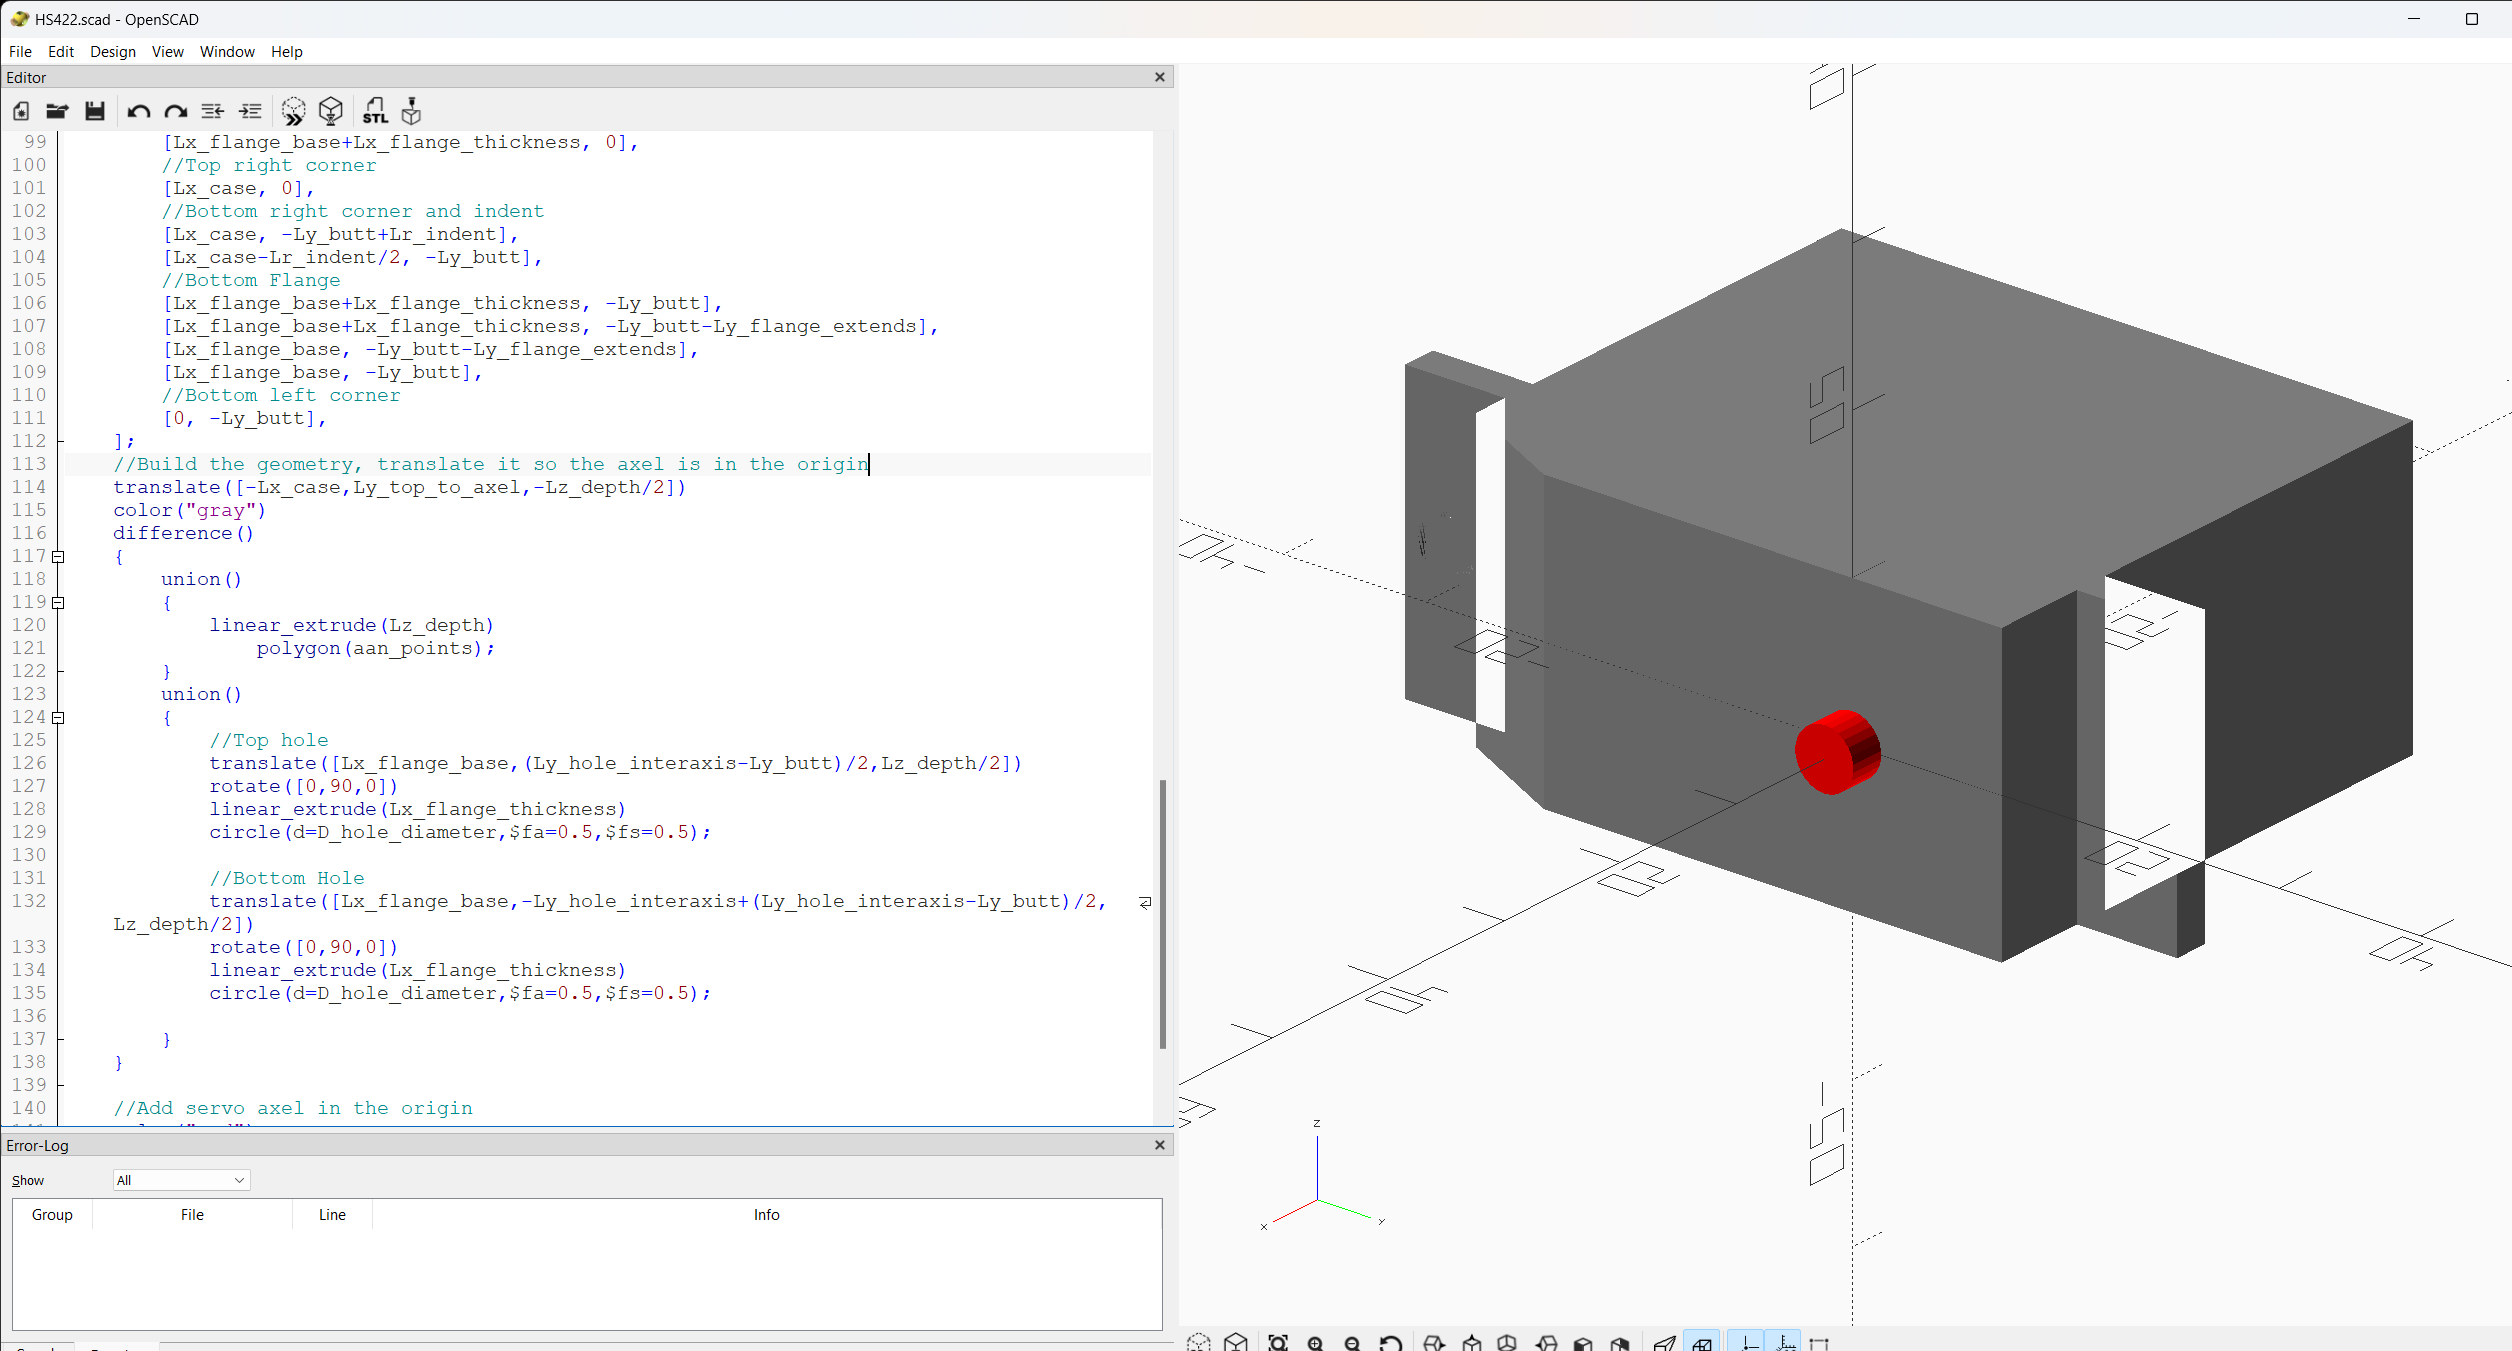 HS422.scad - OpenSCAD
File Edit Design View Window Help
Editor
STL
99 [Lx_flange_base+Lx_flange_thickness, 0],
100 //Top right corner
101 [Lx_case, 0],
102 //Bottom right corner and indent
103 [Lx_case, -Ly_butt+Lr_indent],
104 [Lx_case-Lr_indent/2, -Ly_butt],
105 //Bottom Flange
106 [Lx_flange_base+Lx_flange_thickness, -Ly_butt],
107 [Lx_flange_base+Lx_flange_thickness, -Ly_butt-Ly_flange_extends],
108 [Lx_flange_base, -Ly_butt-Ly_flange_extends],
109 [Lx_flange_base, -Ly_butt],
110 //Bottom left corner
111 [0, -Ly_butt],
112 ];
113 //Build the geometry, translate it so the axel is in the origin
114 translate([-Lx_case,Ly_top_to_axel,-Lz_depth/2])
115 color("gray")
116 difference()
117 {
118 union()
119 {
120 linear_extrude(Lz_depth)
121 polygon(aan_points);
122 }
123 union()
124 {
125 //Top hole
126 translate([Lx_flange_base,(Ly_hole_interaxis-Ly_butt)/2,Lz_depth/2])
127 rotate([0,90,0])
128 linear_extrude(Lx_flange_thickness)
129 circle(d=D_hole_diameter,$fa=0.5,$fs=0.5);
130
131 //Bottom Hole
132 translate([Lx_flange_base,-Ly_hole_interaxis+(Ly_hole_interaxis-Ly_butt)/2,
Lz_depth/2])
133 rotate([0,90,0])
134 linear_extrude(Lx_flange_thickness)
135 circle(d=D_hole_diameter,$fa=0.5,$fs=0.5);
136
137 }
138 }
139
140 //Add servo axel in the origin
Error-Log
Show All
Group File Line Info
z
x y